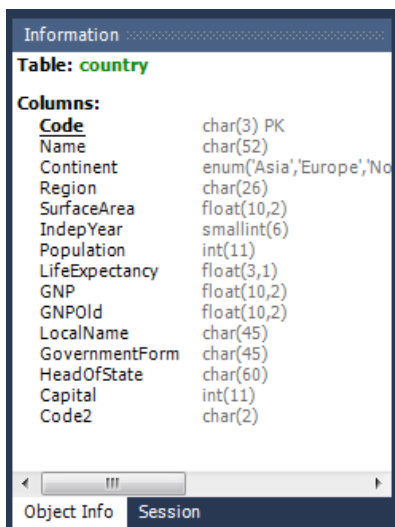 Information
Table: country
Columns:
Code char(3) PK
Name char(52)
Continent enum('Asia','Europe','No
Region char(26)
SurfaceArea float(10,2)
IndepYear smallint(6)
Population int(11)
LifeExpectancy float(3,1)
GNP float(10,2)
GNPOld float(10,2)
LocalName char(45)
GovernmentForm char(45)
HeadOfState char(60)
Capital int(11)
Code2 char(2)
Object Info Session